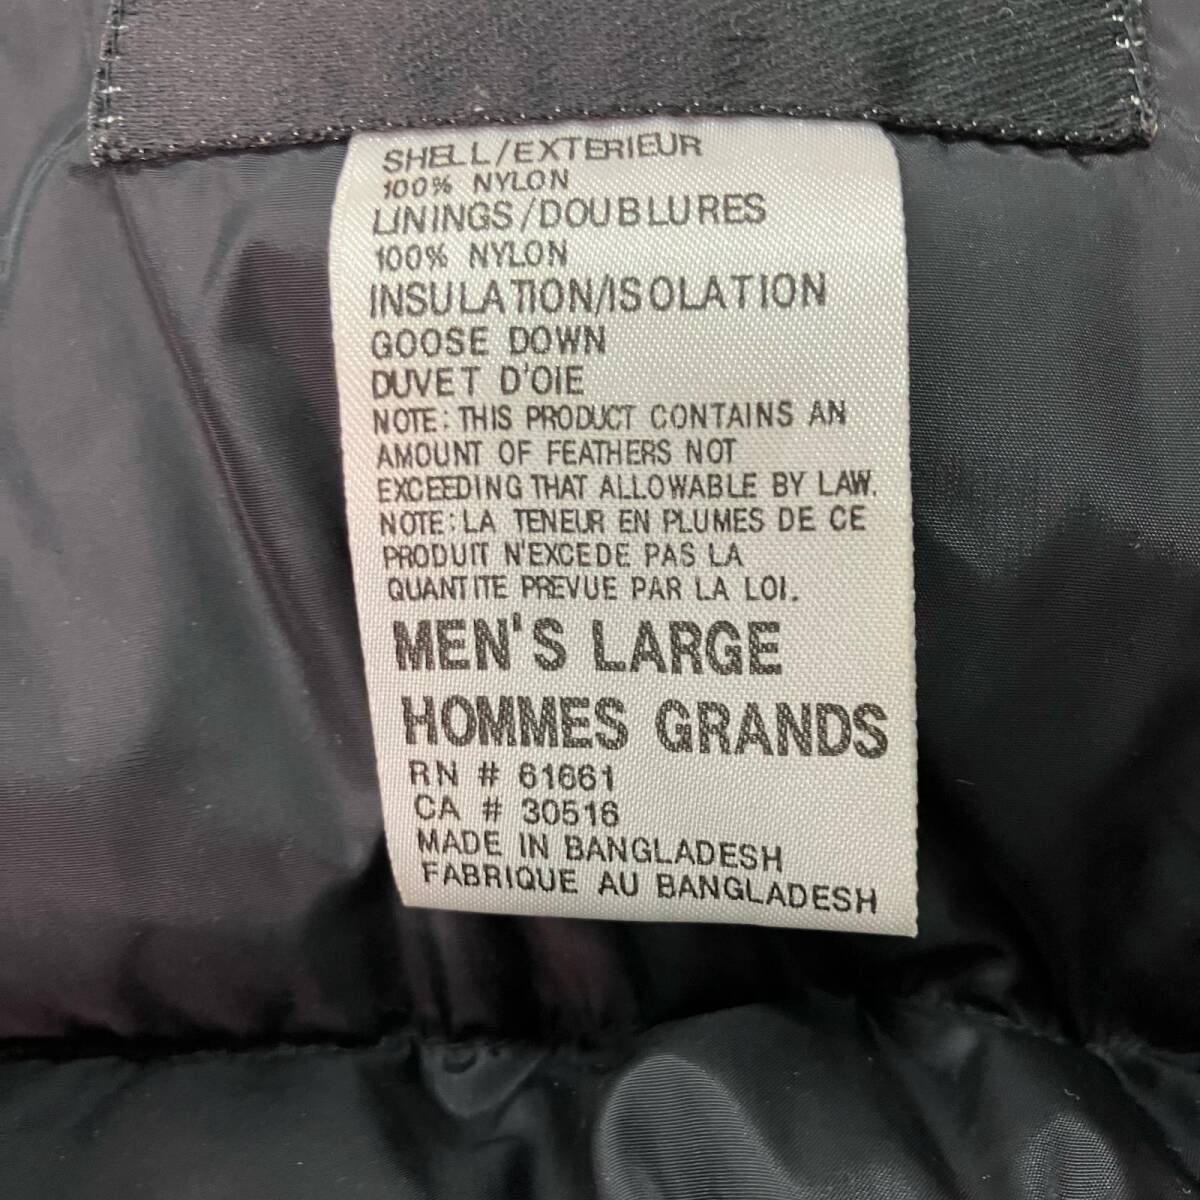 SHELL/EXTERIEUR
100% NYLON
LININGS/DOUBLURES
100% NYLON
INSULATION/ISOLATION
GOOSE DOWN
DUVET D'OIE
NOTE: THIS PRODUCT CONTAINS AN
AMOUNT OF FEATHERS NOT
EXCEEDING THAT ALLOWABLE BY LAW.
NOTE: LA TENEUR EN PLUMES DE CE
PRODUIT N'EXCEDE PAS LA
QUANTITE PREVUE PAR LA LOI.
MEN'S LARGE
HOMMES GRANDS
RN # 61661
CA # 30516
MADE IN BANGLADESH
FABRIQUE AU BANGLADESH